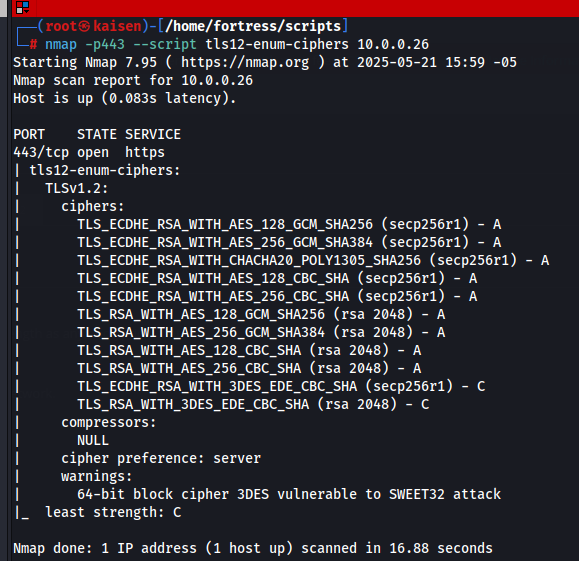 ┌──(root㉿kaisen)-[/home/fortress/scripts]
└─# nmap -p443 --script tls12-enum-ciphers 10.0.0.26
Starting Nmap 7.95 ( https://nmap.org ) at 2025-05-21 15:59 -05
Nmap scan report for 10.0.0.26
Host is up (0.083s latency).

PORT    STATE SERVICE
443/tcp open  https
| tls12-enum-ciphers:
|   TLSv1.2:
|     ciphers:
|       TLS_ECDHE_RSA_WITH_AES_128_GCM_SHA256 (secp256r1) - A
|       TLS_ECDHE_RSA_WITH_AES_256_GCM_SHA384 (secp256r1) - A
|       TLS_ECDHE_RSA_WITH_CHACHA20_POLY1305_SHA256 (secp256r1) - A
|       TLS_ECDHE_RSA_WITH_AES_128_CBC_SHA (secp256r1) - A
|       TLS_ECDHE_RSA_WITH_AES_256_CBC_SHA (secp256r1) - A
|       TLS_RSA_WITH_AES_128_GCM_SHA256 (rsa 2048) - A
|       TLS_RSA_WITH_AES_256_GCM_SHA384 (rsa 2048) - A
|       TLS_RSA_WITH_AES_128_CBC_SHA (rsa 2048) - A
|       TLS_RSA_WITH_AES_256_CBC_SHA (rsa 2048) - A
|       TLS_ECDHE_RSA_WITH_3DES_EDE_CBC_SHA (secp256r1) - C
|       TLS_RSA_WITH_3DES_EDE_CBC_SHA (rsa 2048) - C
|     compressors:
|       NULL
|     cipher preference: server
|     warnings:
|       64-bit block cipher 3DES vulnerable to SWEET32 attack
|_  least strength: C

Nmap done: 1 IP address (1 host up) scanned in 16.88 seconds